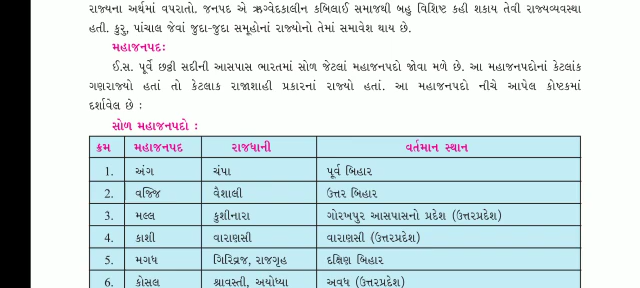 રાજ્યના અર્થમાં વપરાતો. જનપદ એ ઋગ્વેદકાલીન કબિલાઈ સમાજથી બહુ વિશિષ્ટ કહી શકાય તેવી રાજ્યવ્યવસ્થા
હતી. કુરુ, પાંચાલ જેવાં જુદા-જુદા સમૂહોનાં રાજ્યોનો તેમાં સમાવેશ થાય છે.
મહાજનપદ:
ઈ.સ. પૂર્વે છઠ્ઠી સદીની આસપાસ ભારતમાં સોળ જેટલાં મહાજનપદો જોવા મળે છે. આ મહાજનપદોનાં કેટલાંક
ગણરાજ્યો હતાં તો કેટલાક રાજાશાહી પ્રકારનાં રાજ્યો હતાં. આ મહાજનપદો નીચે આપેલ કોષ્ટકમાં
દર્શાવેલ છે :
સોળ મહાજનપદો :
ક્રમ મહાજનપદ રાજધાની વર્તમાન સ્થાન
1. અંગ ચંપા પૂર્વ બિહાર
2. વજ્જિ વૈશાલી ઉત્તર બિહાર
3. મલ્લ કુશીનારા ગોરખપુર આસપાસનો પ્રદેશ (ઉત્તરપ્રદેશ)
4. કાશી વારાણસી વારાણસી (ઉત્તરપ્રદેશ)
5. મગધ ગિરિવ્રજ, રાજગૃહ દક્ષિણ બિહાર
6. કોસલ શ્રાવસ્તી, અયોધ્યા અવધ (ઉત્તરપ્રદેશ)